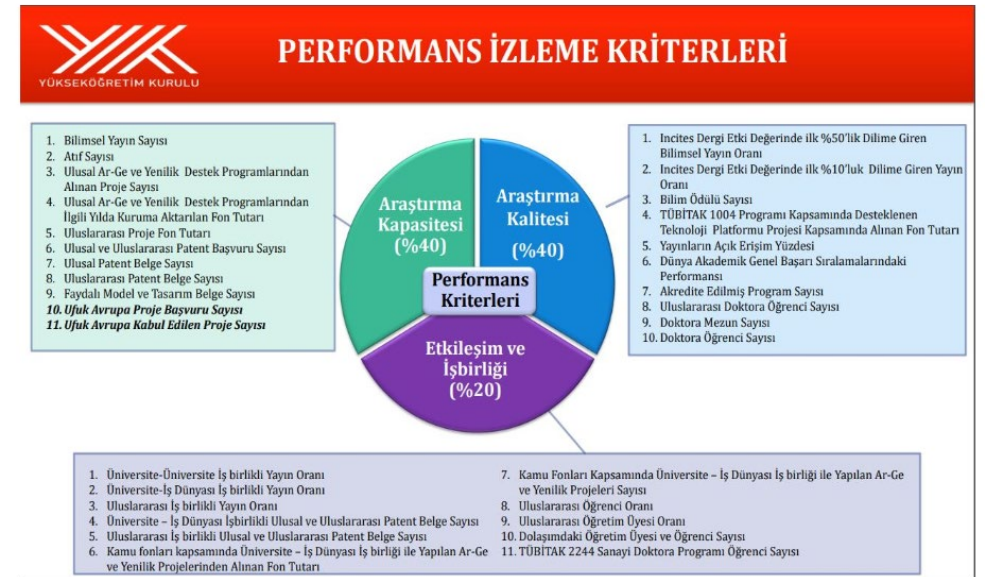 YÜKSEKÖĞRETİM KURULU
PERFORMANS İZLEME KRİTERLERİ
1. Bilimsel Yayın Sayısı
2. Atıf Sayısı
3. Ulusal Ar-Ge ve Yenilik Destek Programlarından
Alınan Proje Sayısı
4. Ulusal Ar-Ge ve Yenilik Destek Programlarından
İlgili Yılda Kuruma Aktarılan Fon Tutarı
5. Uluslararası Proje Fon Tutarı
6. Ulusal ve Uluslararası Patent Başvuru Sayısı
7. Ulusal Patent Belge Sayısı
8. Uluslararası Patent Belge Sayısı
9. Faydalı Model ve Tasarım Belge Sayısı
10. Ufuk Avrupa Proje Başvuru Sayısı
11. Ufuk Avrupa Kabul Edilen Proje Sayısı
Araştırma
Kapasitesi
(%40)
Araştırma
Kalitesi
(%40)
Performans
Kriterleri
Etkileşim ve
İşbirliği
(%20)
1. Incites Dergi Etki Değerinde ilk %50'lik Dilime Giren
Bilimsel Yayın Oranı
2. Incites Dergi Etki Değerinde ilk %10'luk Dilime Giren Yayın
Oranı
3. Bilim Ödülü Sayısı
4. TÜBİTAK 1004 Programı Kapsamında Desteklenen
Teknoloji Platformu Projesi Kapsamında Alınan Fon Tutarı
5. Yayınların Açık Erişim Yüzdesi
6. Dünya Akademik Genel Başarı Sıralamalarındaki
Performansı
7. Akredite Edilmiş Program Sayısı
8. Uluslararası Doktora Öğrenci Sayısı
9. Doktora Mezun Sayısı
10. Doktora Öğrenci Sayısı
1. Üniversite-Üniversite İş birlikli Yayın Oranı
2. Üniversite-İş Dünyası İş birlikli Yayın Oranı
3. Uluslararası İş birlikli Yayın Oranı
4. Üniversite – İş Dünyası İşbirlikli Ulusal ve Uluslararası Patent Belge Sayısı
5. Uluslararası İş birlikli Ulusal ve Uluslararası Patent Belge Sayısı
6. Kamu fonları kapsamında Üniversite – İş Dünyası İş birliği ile Yapılan Ar-Ge
ve Yenilik Projelerinden Alınan Fon Tutarı
7. Kamu Fonları Kapsamında Üniversite – İş Dünyası İş birliği ile Yapılan Ar-Ge
ve Yenilik Projeleri Sayısı
8. Uluslararası Öğrenci Oranı
9. Uluslararası Öğretim Üyesi Oranı
10. Dolaşımdaki Öğretim Üyesi ve Öğrenci Sayısı
11. TÜBİTAK 2244 Sanayi Doktora Programı Öğrenci Sayısı